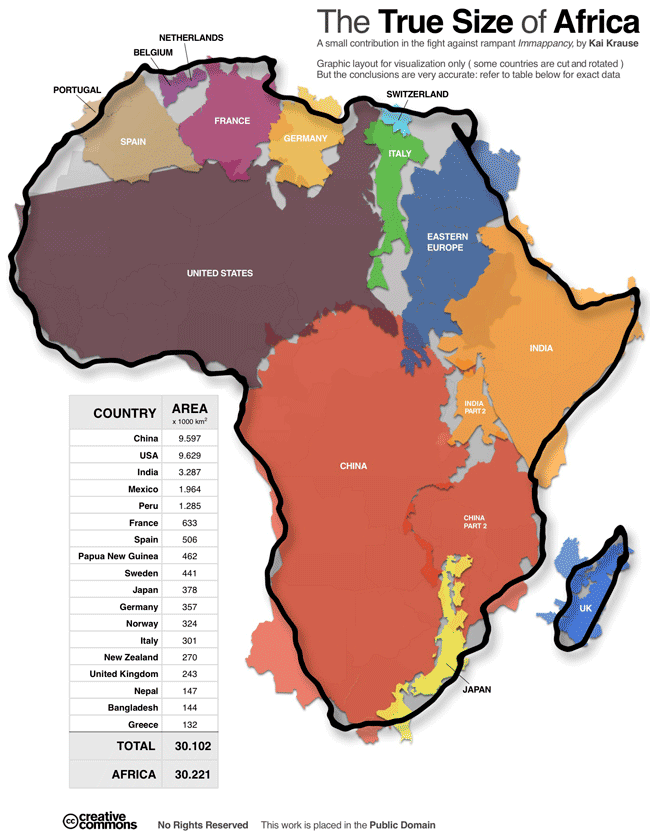 The True Size of Africa
A small contribution in the fight against rampant Immappancy, by Kai Krause
Graphic layout for visualization only ( some countries are cut and rotated )
But the conclusions are very accurate: refer to table below for exact data
NETHERLANDS
BELGIUM
PORTUGAL
SWITZERLAND
SPAIN
FRANCE
GERMANY
ITALY
EASTERN
EUROPE
UNITED STATES
INDIA
INDIA
PART 2
CHINA
CHINA
PART 2
UK
JAPAN
COUNTRY AREA
x 1000 km²
China 9.597
USA 9.629
India 3.287
Mexico 1.964
Peru 1.285
France 633
Spain 506
Papua New Guinea 462
Sweden 441
Japan 378
Germany 357
Norway 324
Italy 301
New Zealand 270
United Kingdom 243
Nepal 147
Bangladesh 144
Greece 132
TOTAL 30.102
AFRICA 30.221
cc creative
commons
No Rights Reserved This work is placed in the Public Domain